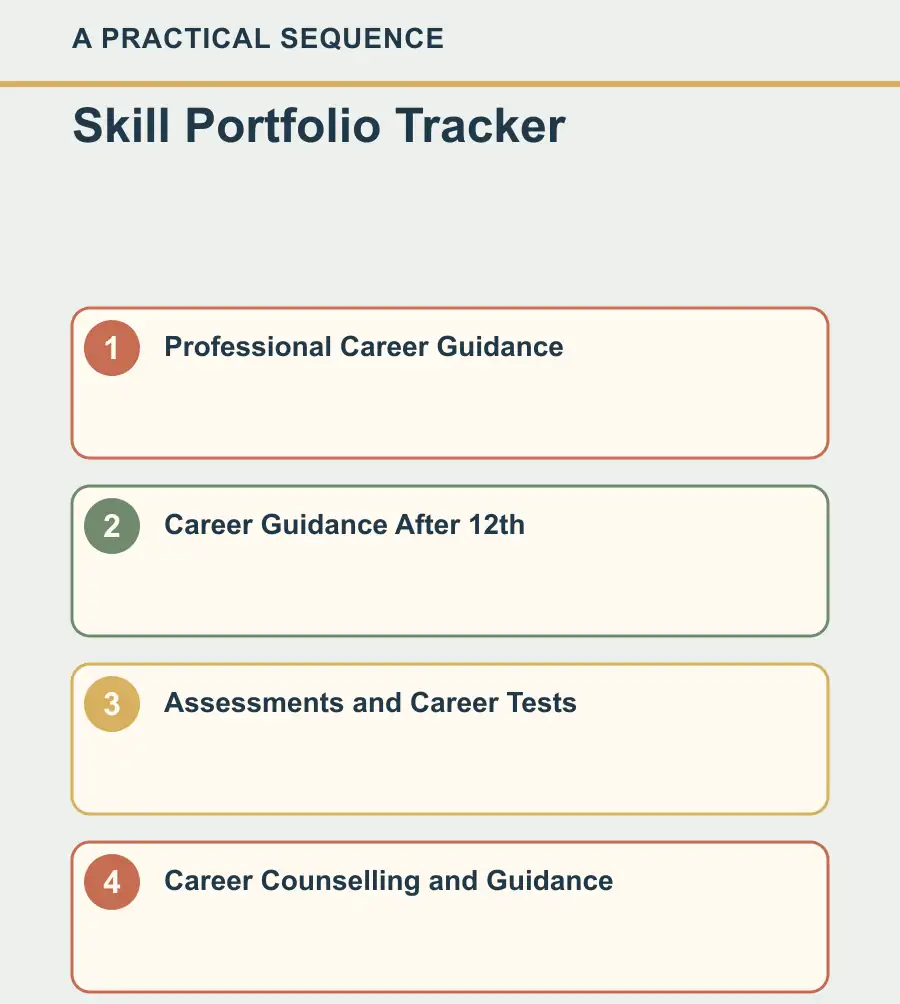 A PRACTICAL SEQUENCE
Skill Portfolio Tracker
1 Professional Career Guidance
2 Career Guidance After 12th
3 Assessments and Career Tests
4 Career Counselling and Guidance